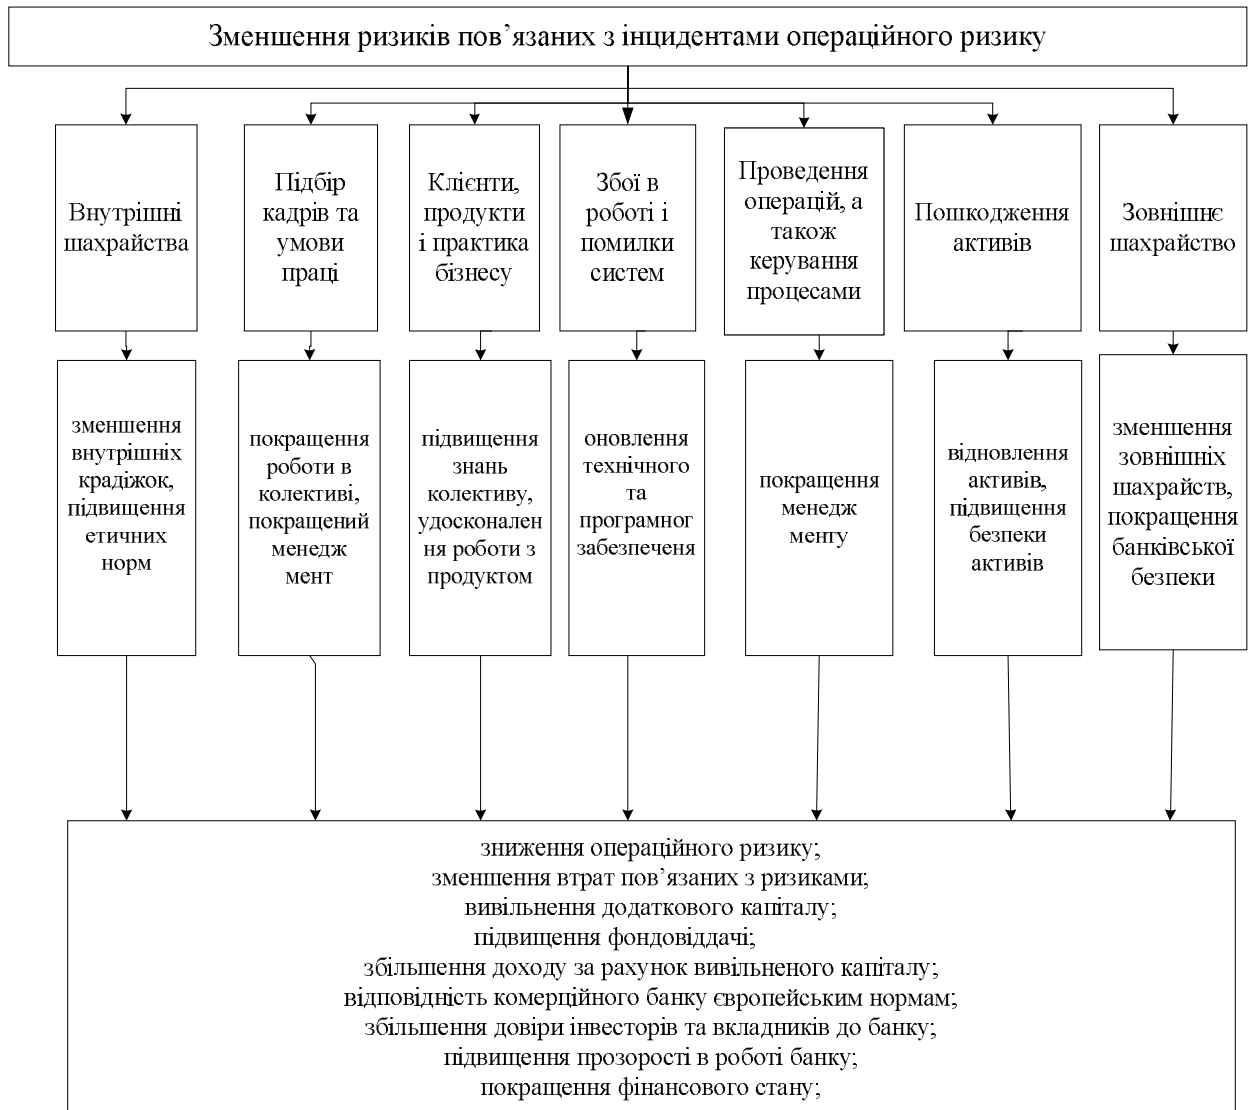 Зменшення ризиків пов’язаних з інцидентами операційного ризику
Внутрішні
шахрайства
Підбір
кадрів та
умови
праці
Клієнти,
продукти
і практика
бізнесу
Збої в
роботі і
помилки
систем
Проведення
операцій, а
також
керування
процесами
Пошкодження
активів
Зовнішнє
шахрайство
зменшення
внутрішніх
крадіжок,
підвищення
етичних
норм
покращення
роботи в
колективі,
покращений
менедж
мент
підвищення
знань
колективу,
удосконален
ня роботи з
продуктом
оновлення
технічного
та
програмног
забезпеченя
покращення
менедж
менту
відновлення
активів,
підвищення
безпеки
активів
зменшення
зовнішніх
шахрайств,
покращення
банківської
безпеки
зниження операційного ризику;
зменшення втрат пов’язаних з ризиками;
вивільнення додаткового капіталу;
підвищення фондовіддачі;
збільшення доходу за рахунок вивільненого капіталу;
відповідність комерційного банку європейським нормам;
збільшення довіри інвесторів та вкладників до банку;
підвищення прозорості в роботі банку;
покращення фінансового стану;